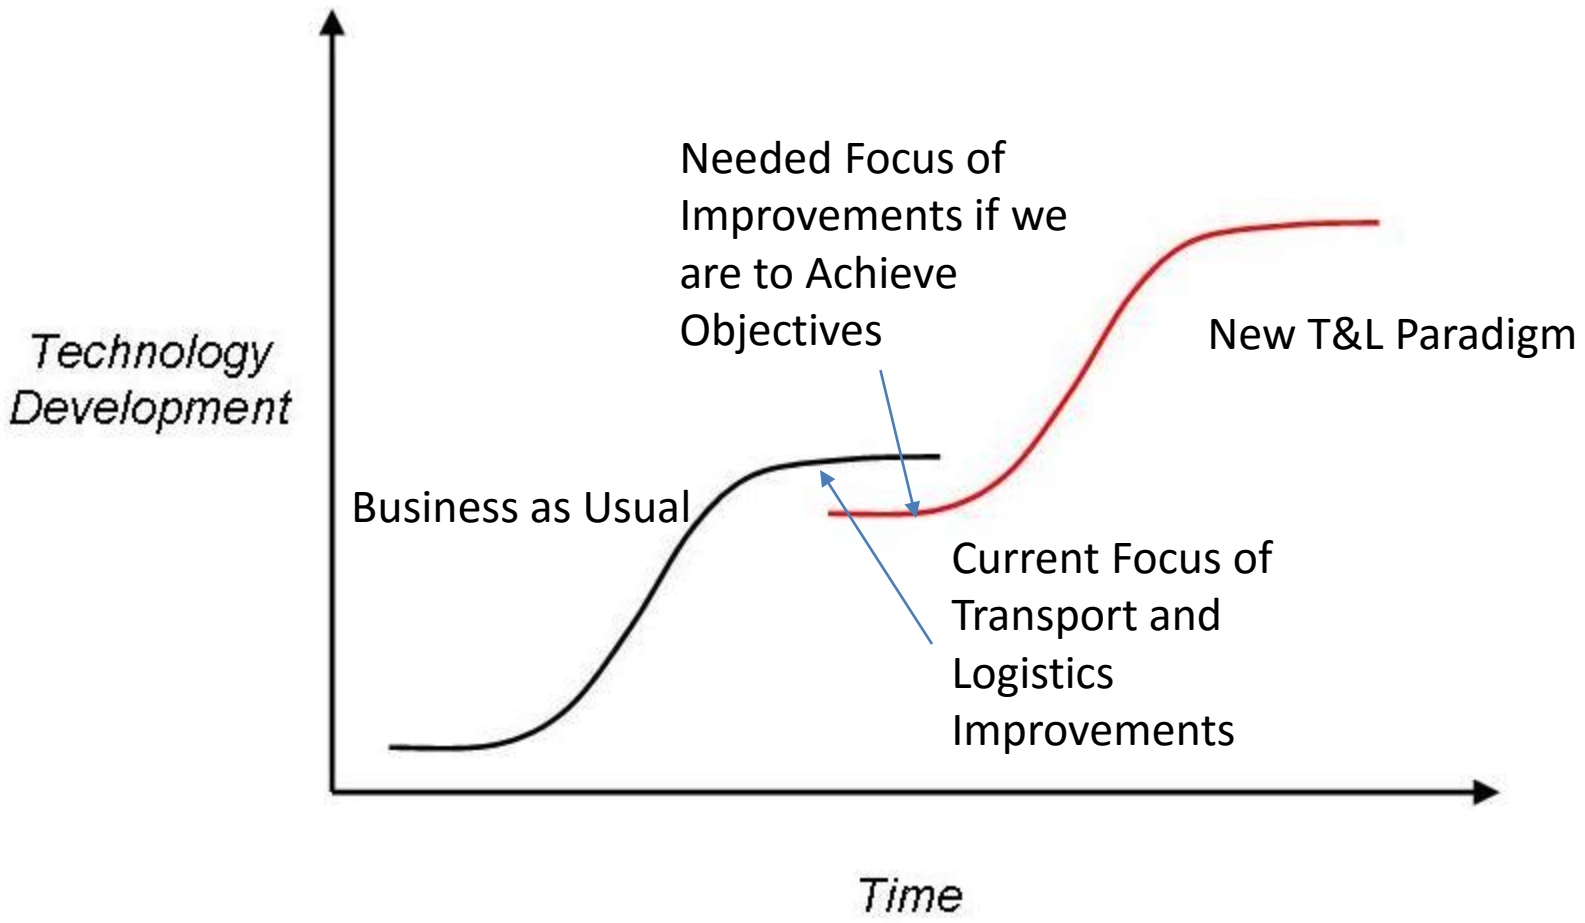 Needed Focus of
Improvements if we
are to Achieve
Objectives
New T&L Paradigm
Technology
Development
Business as Usual
Current Focus of
Transport and
Logistics
Improvements
Time